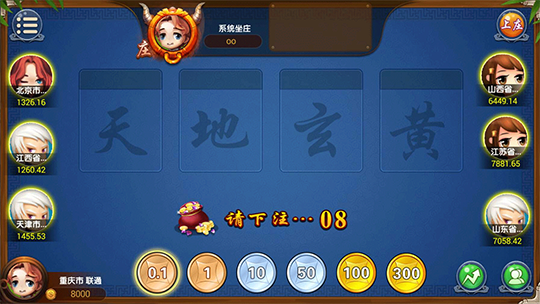 系统坐庄
00
庄
上庄
北京市...
1326.16
山西省...
6449.14
天 地 玄 黄
江西省...
1260.42
江苏省...
7881.65
天津市...
1455.53
请下注… 08
山东省...
7058.42
重庆市 联通
8000
0.1 1 10 50 100 300